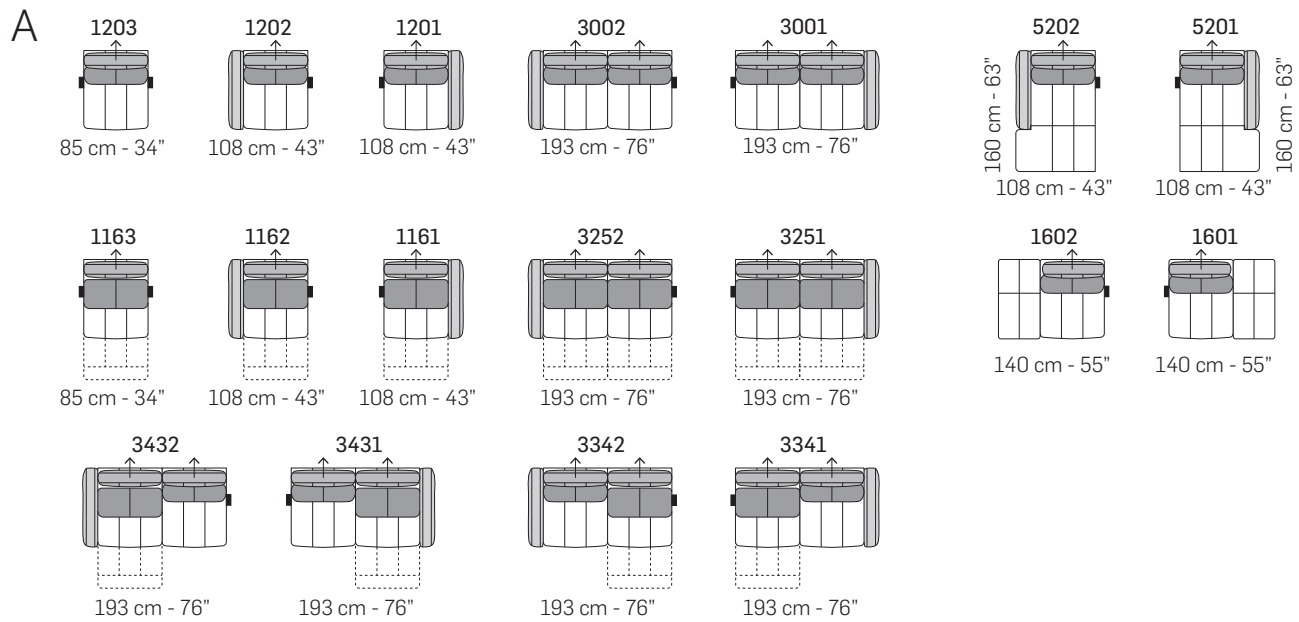 A
1203 1202 1201 3002 3001 5202 5201
160 cm - 63” 160 cm - 63”
85 cm - 34” 108 cm - 43” 108 cm - 43” 193 cm - 76” 193 cm - 76”
108 cm - 43” 108 cm - 43”
1163 1162 1161 3252 3251 1602 1601
140 cm - 55” 140 cm - 55”
85 cm - 34” 108 cm - 43” 108 cm - 43” 193 cm - 76” 193 cm - 76”
3432 3431 3342 3341
193 cm - 76” 193 cm - 76” 193 cm - 76” 193 cm - 76”